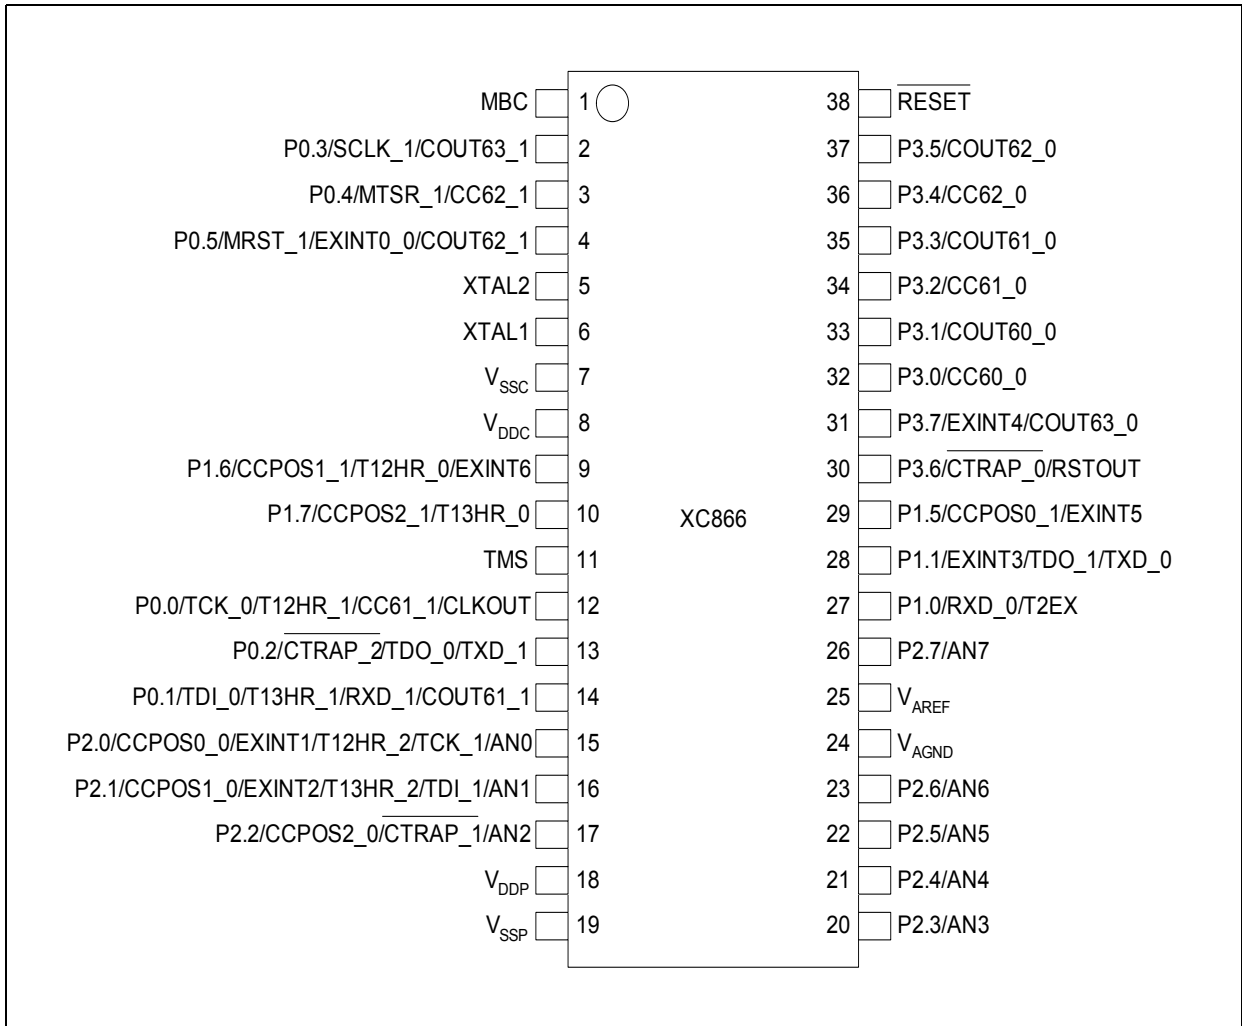 MBC 1 38 RESET
P0.3/SCLK_1/COUT63_1 2 37 P3.5/COUT62_0
P0.4/MTSR_1/CC62_1 3 36 P3.4/CC62_0
P0.5/MRST_1/EXINT0_0/COUT62_1 4 35 P3.3/COUT61_0
XTAL2 5 34 P3.2/CC61_0
XTAL1 6 33 P3.1/COUT60_0
VSSC 7 32 P3.0/CC60_0
VDDC 8 31 P3.7/EXINT4/COUT63_0
P1.6/CCPOS1_1/T12HR_0/EXINT6 9 30 P3.6/CTRAP_0/RSTOUT
P1.7/CCPOS2_1/T13HR_0 10 XC866 29 P1.5/CCPOS0_1/EXINT5
TMS 11 28 P1.1/EXINT3/TDO_1/TXD_0
P0.0/TCK_0/T12HR_1/CC61_1/CLKOUT 12 27 P1.0/RXD_0/T2EX
P0.2/CTRAP_2/TDO_0/TXD_1 13 26 P2.7/AN7
P0.1/TDI_0/T13HR_1/RXD_1/COUT61_1 14 25 VAREF
P2.0/CCPOS0_0/EXINT1/T12HR_2/TCK_1/AN0 15 24 VAGND
P2.1/CCPOS1_0/EXINT2/T13HR_2/TDI_1/AN1 16 23 P2.6/AN6
P2.2/CCPOS2_0/CTRAP_1/AN2 17 22 P2.5/AN5
VDDP 18 21 P2.4/AN4
VSSP 19 20 P2.3/AN3